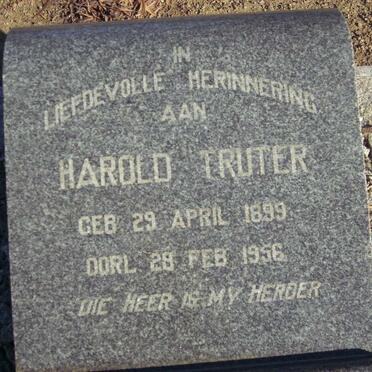 IN
LIEFDEVOLLE HERINNERING
AAN
HAROLD TRUTER
GEB 29 APRIL 1899
OORL 28 FEB 1956
DIE HEER IS MY HERDER